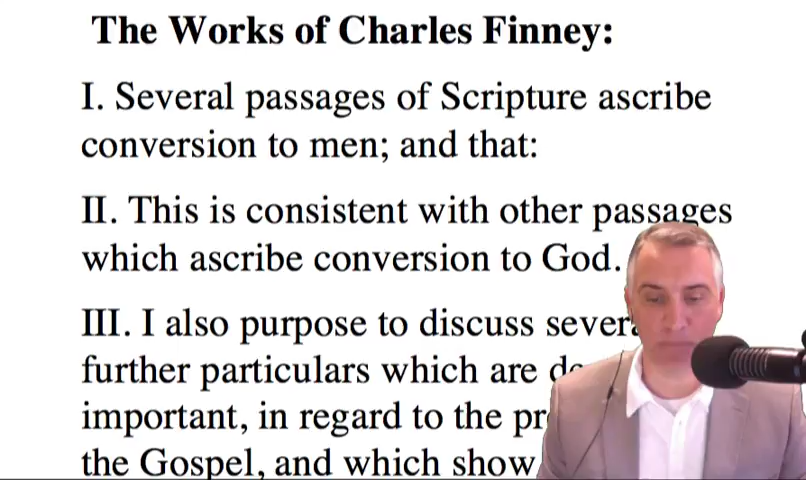 The Works of Charles Finney:
I. Several passages of Scripture ascribe
conversion to men; and that:
II. This is consistent with other passages
which ascribe conversion to God.
III. I also purpose to discuss
further particulars which are
important, in regard to the
the Gospel, and which show